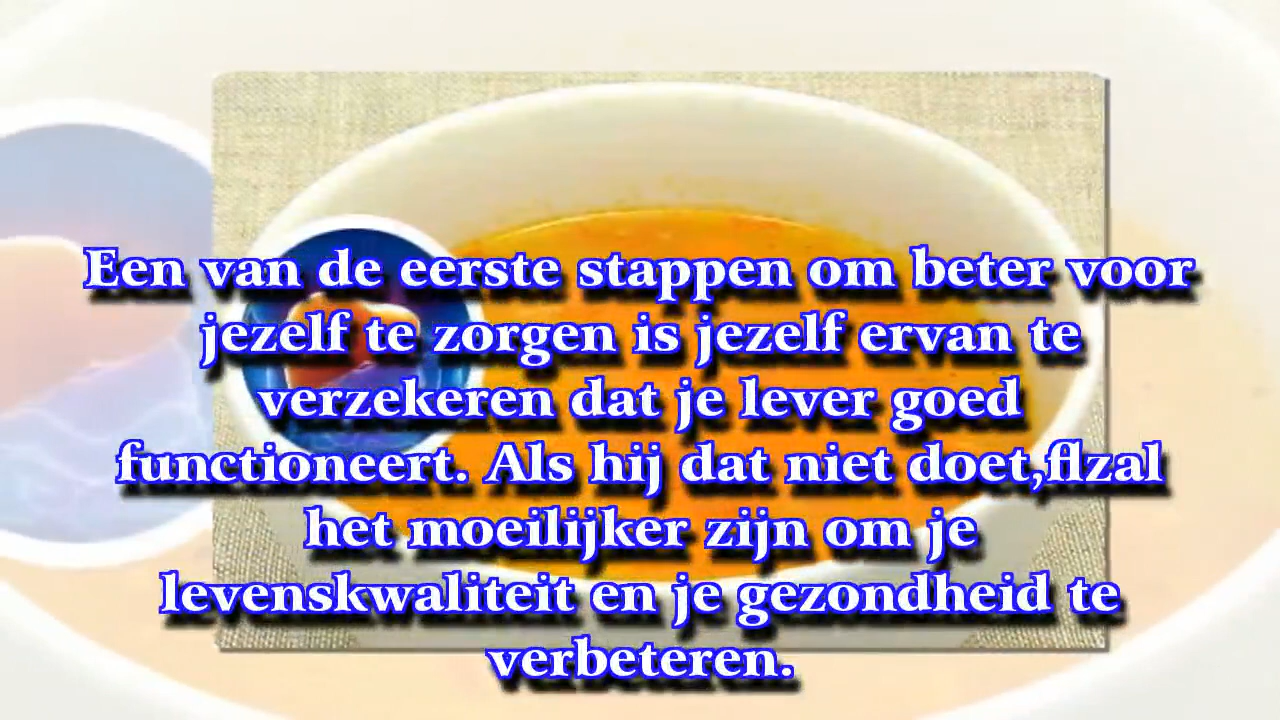 Een van de eerste stappen om beter voor
jezelf te zorgen is jezelf ervan te
verzekeren dat je lever goed
functioneert. Als hij dat niet doet,flzal
het moeilijker zijn om je
levenskwaliteit en je gezondheid te
verbeteren.